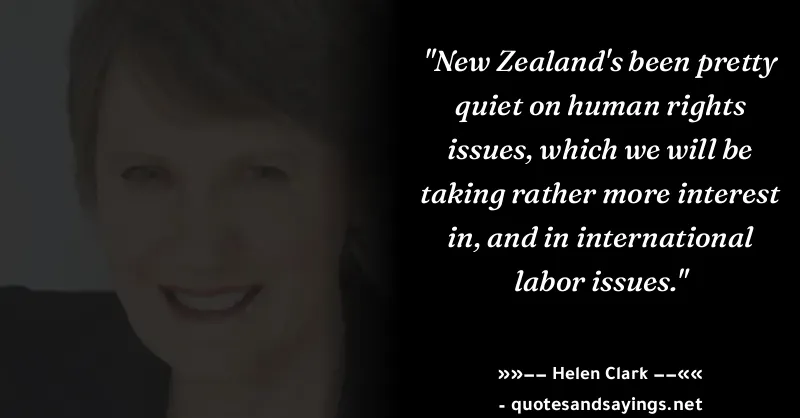 "New Zealand's been pretty
quiet on human rights
issues, which we will be
taking rather more interest
in, and in international
labor issues."
»»−− Helen Clark −−««
- quotesandsayings.net